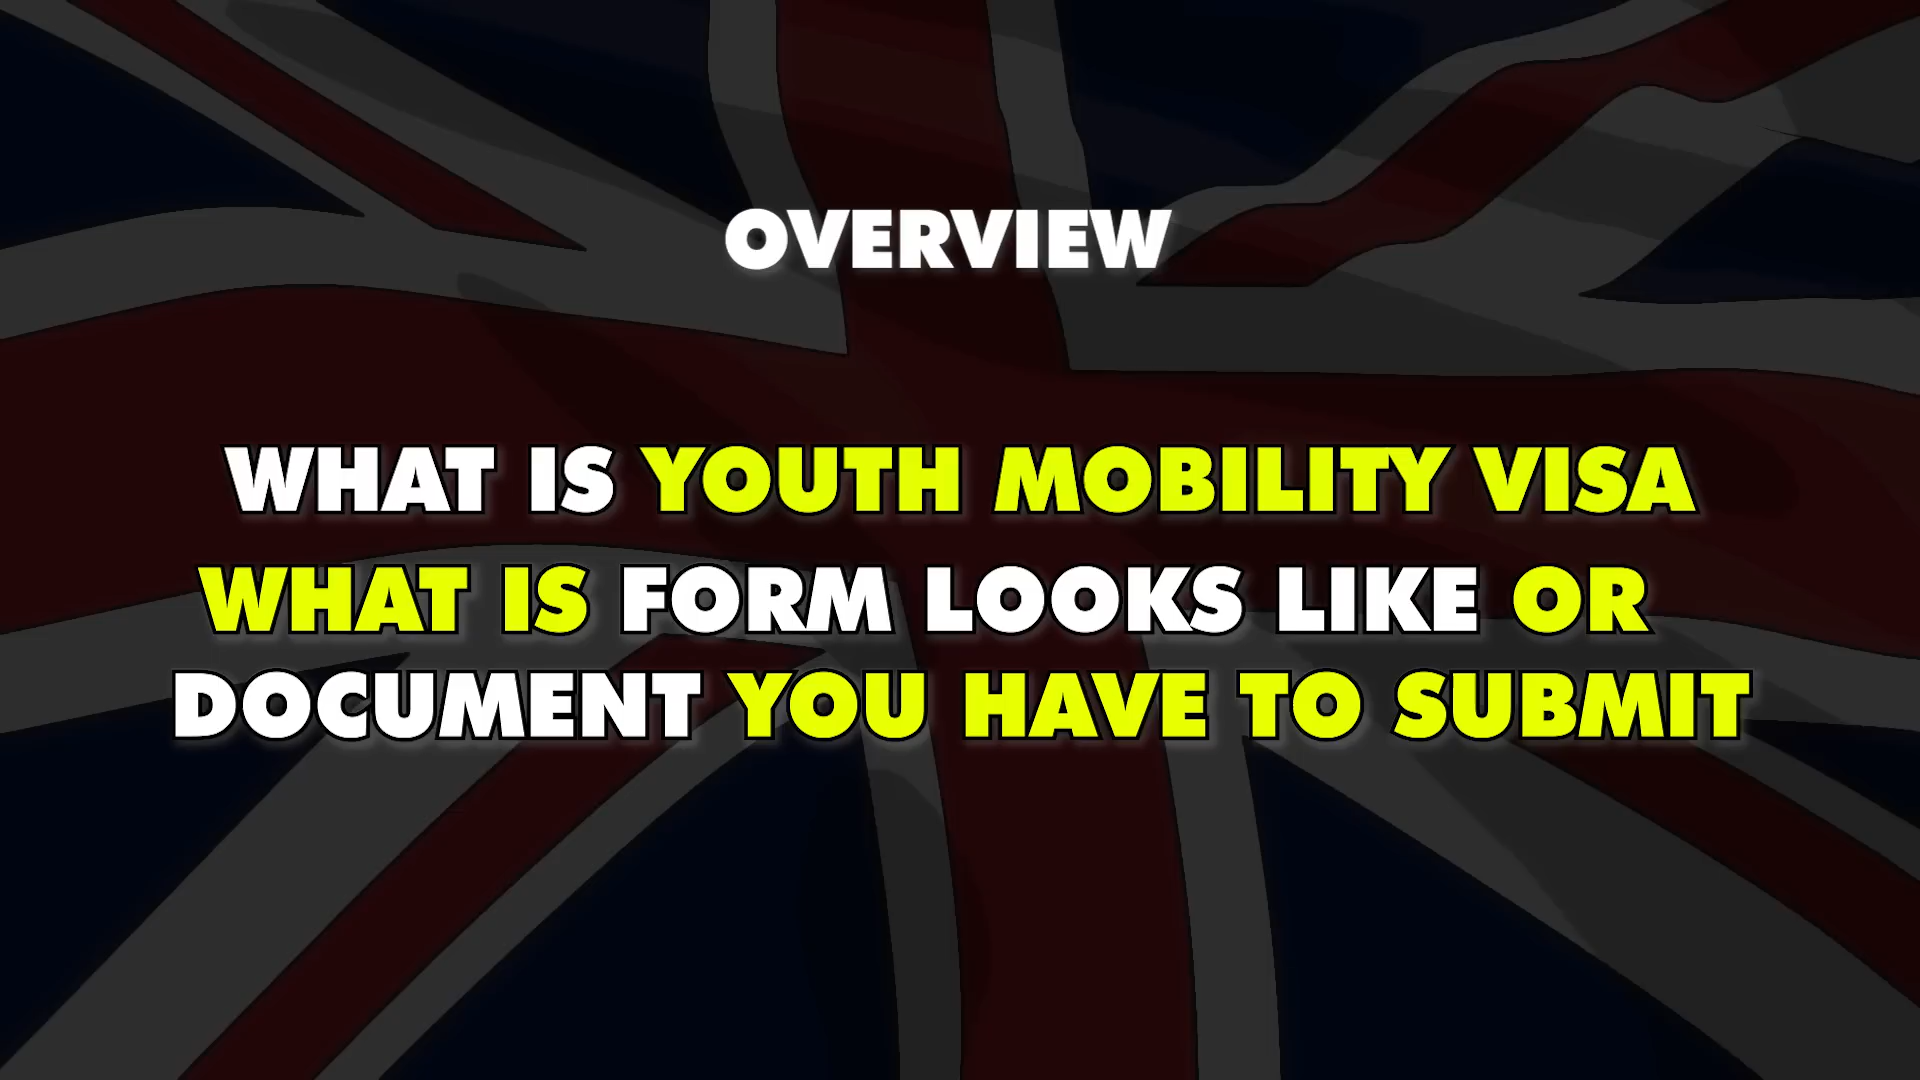 OVERVIEW
WHAT IS YOUTH MOBILITY VISA
WHAT IS FORM LOOKS LIKE OR
DOCUMENT YOU HAVE TO SUBMIT